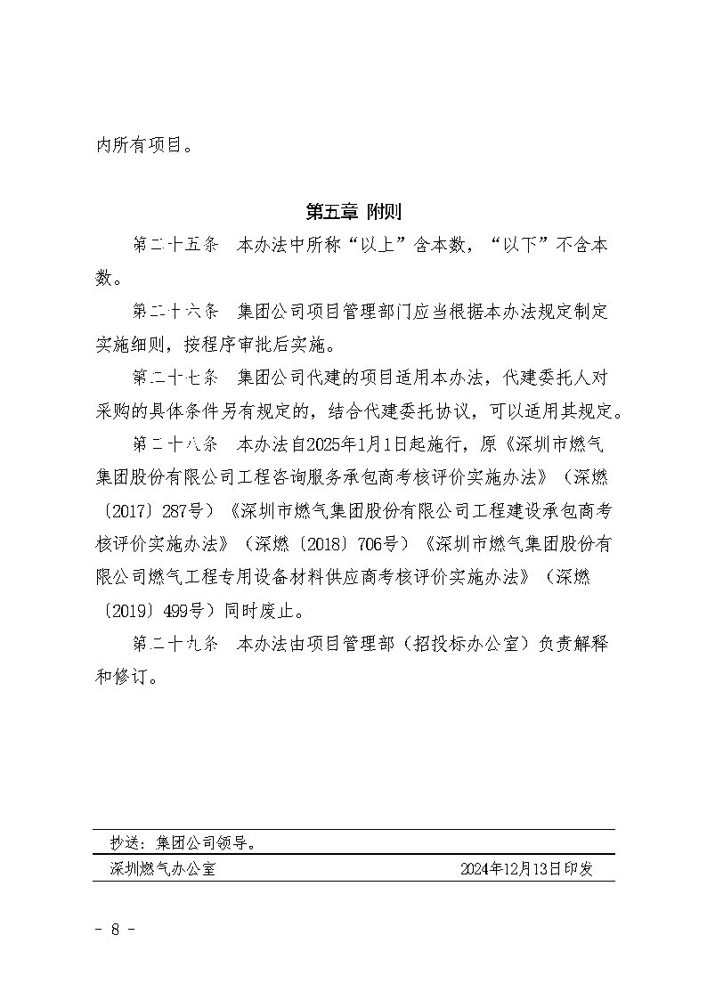 内所有项目。
第五章 附则
第二十五条　本办法中所称“以上”含本数，“以下”不含本
数。
第二十六条　集团公司项目管理部门应当根据本办法规定制定
实施细则，按程序审批后实施。
第二十七条　集团公司代建的项目适用本办法，代建委托人对
采购的具体条件另有规定的，结合代建委托协议，可以适用其规定。
第二十八条　本办法自2025年1月1日起施行，原《深圳市燃气
集团股份有限公司工程咨询服务承包商考核评价实施办法》（深燃
〔2017〕287号）《深圳市燃气集团股份有限公司工程建设承包商考
核评价实施办法》（深燃〔2018〕706号）《深圳市燃气集团股份有
限公司燃气工程专用设备材料供应商考核评价实施办法》（深燃
〔2019〕499号）同时废止。
第二十九条　本办法由项目管理部（招投标办公室）负责解释
和修订。
抄送：集团公司领导。
深圳燃气办公室　2024年12月13日印发
- 8 -